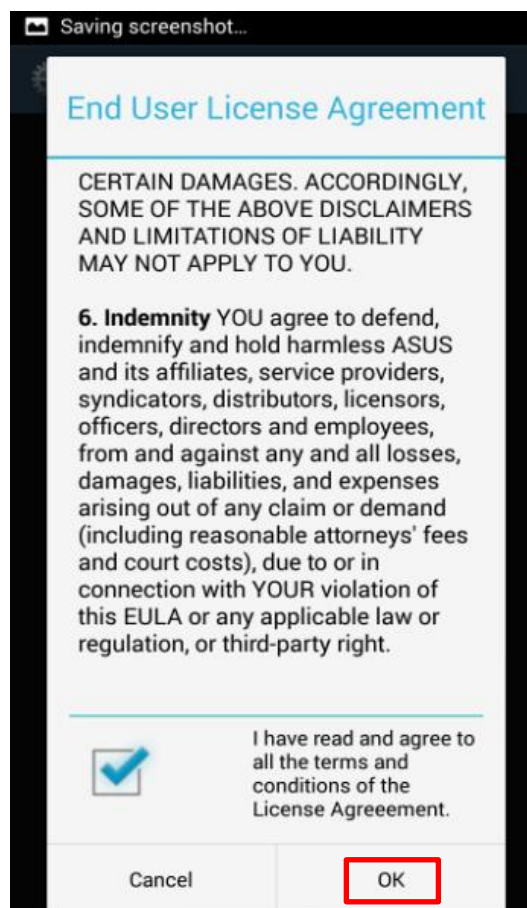 Saving screenshot...
End User License Agreement
CERTAIN DAMAGES. ACCORDINGLY,
SOME OF THE ABOVE DISCLAIMERS
AND LIMITATIONS OF LIABILITY
MAY NOT APPLY TO YOU.
6. Indemnity YOU agree to defend,
indemnify and hold harmless ASUS
and its affiliates, service providers,
syndicators, distributors, licensors,
officers, directors and employees,
from and against any and all losses,
damages, liabilities, and expenses
arising out of any claim or demand
(including reasonable attorneys' fees
and court costs), due to or in
connection with YOUR violation of
this EULA or any applicable law or
regulation, or third-party right.
I have read and agree to
all the terms and
conditions of the
License Agreeement.
Cancel
OK